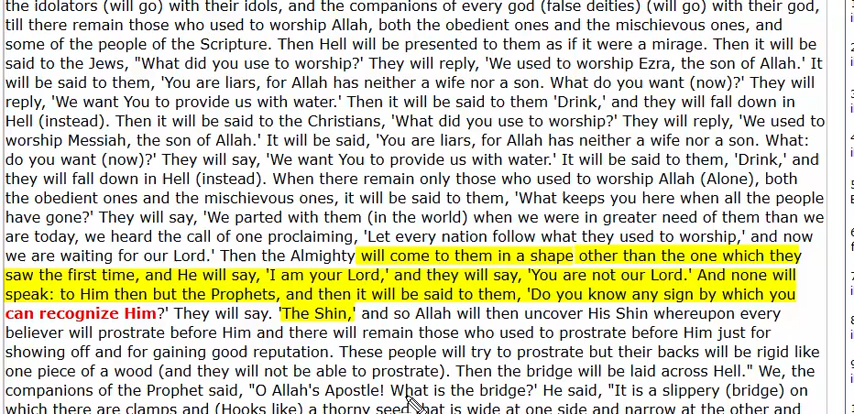 the idolators (will go) with their idols, and the companions of every god (false deities) (will go) with their god,
till there remain those who used to worship Allah, both the obedient ones and the mischievous ones, and
some of the people of the Scripture. Then Hell will be presented to them as if it were a mirage. Then it will be
said to the Jews, "What did you use to worship?' They will reply, 'We used to worship Ezra, the son of Allah.' It
will be said to them, 'You are liars, for Allah has neither a wife nor a son. What do you want (now)?' They will
reply, 'We want You to provide us with water.' Then it will be said to them 'Drink,' and they will fall down in
Hell (instead). Then it will be said to the Christians, 'What did you use to worship?' They will reply, 'We used to
worship Messiah, the son of Allah.' It will be said, 'You are liars, for Allah has neither a wife nor a son. What:
do you want (now)?' They will say, 'We want You to provide us with water.' It will be said to them, 'Drink,' and
they will fall down in Hell (instead). When there remain only those who used to worship Allah (Alone), both
the obedient ones and the mischievous ones, it will be said to them, 'What keeps you here when all the people
have gone?' They will say, 'We parted with them (in the world) when we were in greater need of them than we
are today, we heard the call of one proclaiming, 'Let every nation follow what they used to worship,' and now
we are waiting for our Lord.' Then the Almighty will come to them in a shape other than the one which they
saw the first time, and He will say, 'I am your Lord,' and they will say, 'You are not our Lord.' And none will
speak: to Him then but the Prophets, and then it will be said to them, 'Do you know any sign by which you
can recognize Him?' They will say. 'The Shin,' and so Allah will then uncover His Shin whereupon every
believer will prostrate before Him and there will remain those who used to prostrate before Him just for
showing off and for gaining good reputation. These people will try to prostrate but their backs will be rigid like
one piece of a wood (and they will not be able to prostrate). Then the bridge will be laid across Hell." We, the
companions of the Prophet said, "O Allah's Apostle! What is the bridge?' He said, "It is a slippery (bridge) on
which there are clamps and (Hooks like) a thorny seed that is wide at one side and narrow at the other and